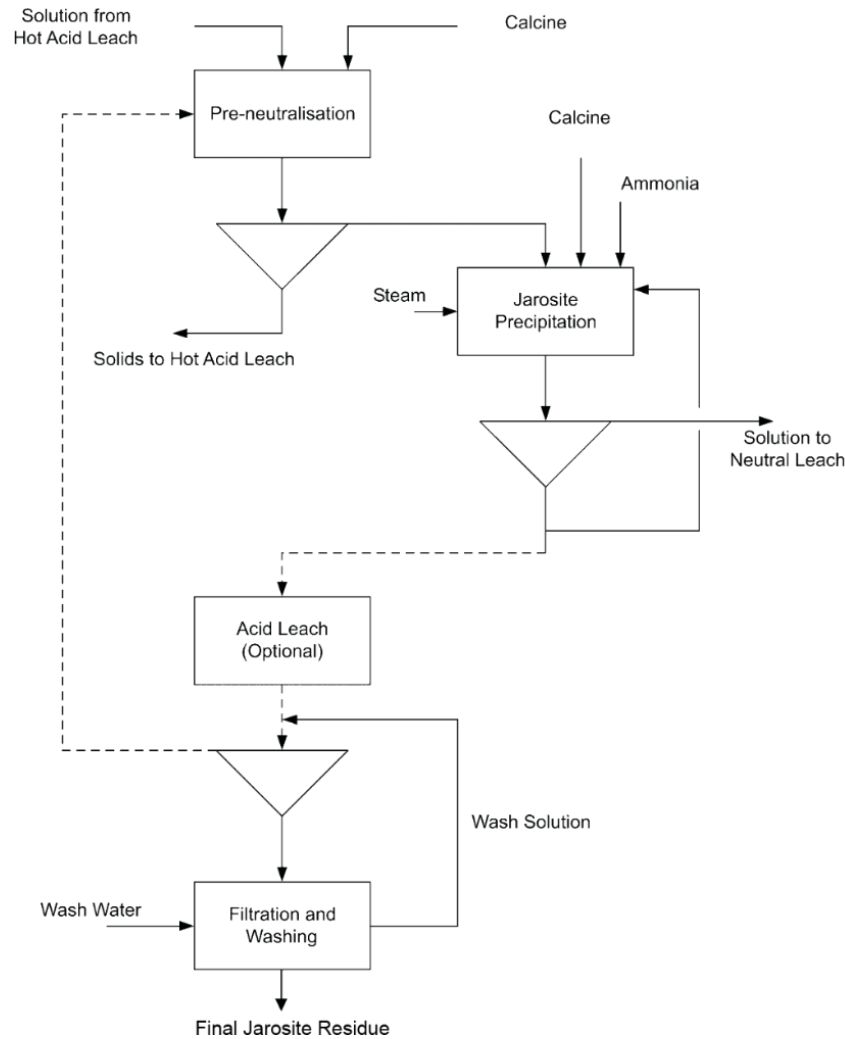 Solution from
Hot Acid Leach
Calcine
Pre-neutralisation
Calcine
Ammonia
Steam
Jarosite
Precipitation
Solids to Hot Acid Leach
Solution to
Neutral Leach
Acid Leach
(Optional)
Wash Solution
Wash Water
Filtration and
Washing
Final Jarosite Residue